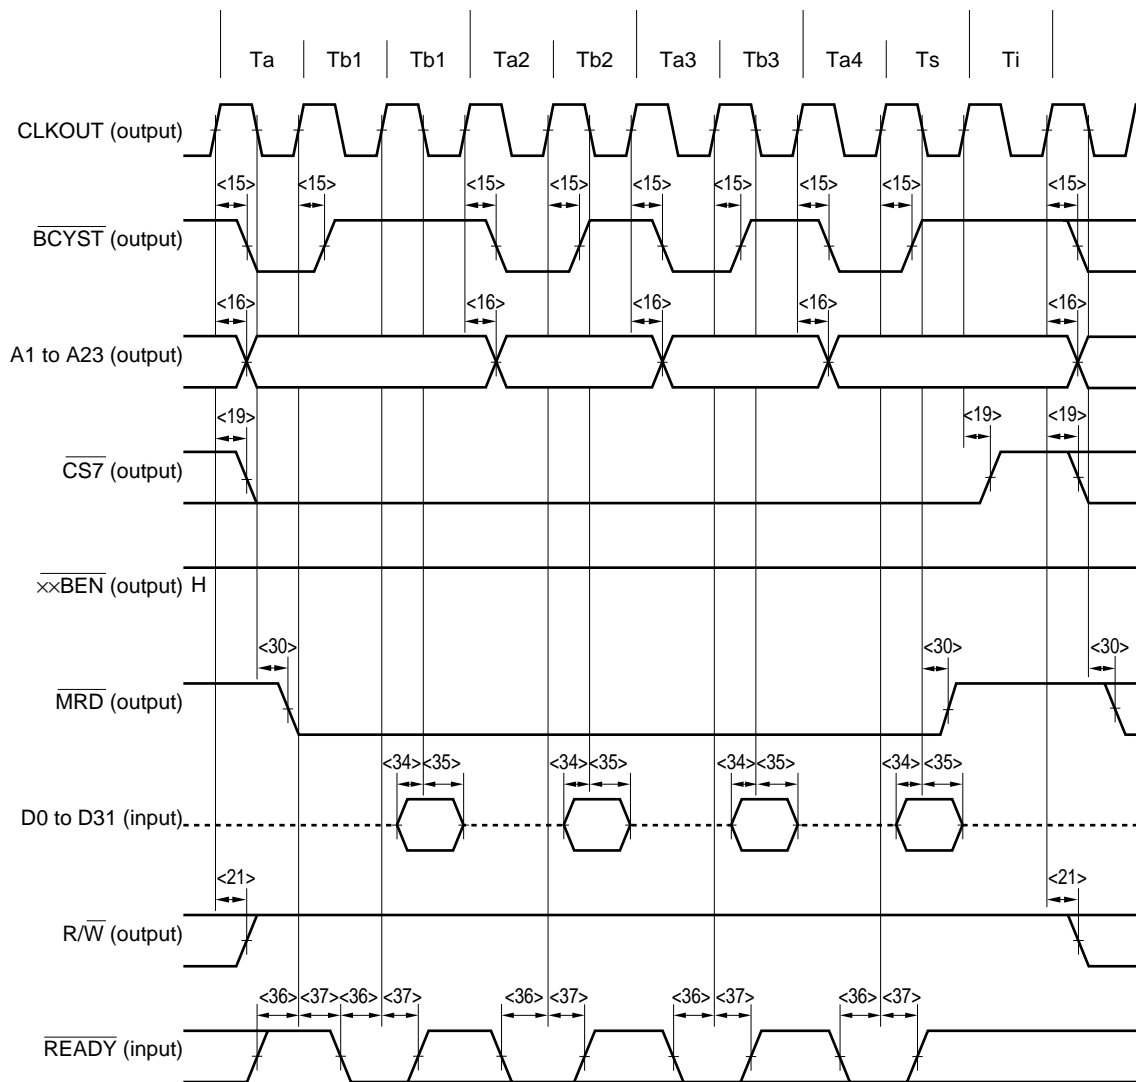 Ta Tb1 Tb1 Ta2 Tb2 Ta3 Tb3 Ta4 Ts Ti
CLKOUT (output)
<15> <15> <15> <15> <15> <15> <15> <15> <15>
BCYST (output)
<16> <16> <16> <16> <16>
A1 to A23 (output)
<19> <19> <19>
CS7 (output)
××BEN (output) H
<30> <30> <30>
MRD (output)
<34> <35> <34> <35> <34> <35> <34> <35>
D0 to D31 (input)
<21> <21>
R/W (output)
<36> <37> <36> <37> <36> <37> <36> <37> <36> <37>
READY (input)